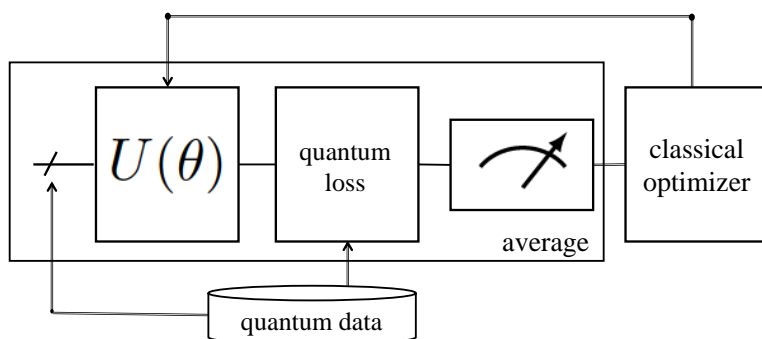 U(θ)
quantum
loss
classical
optimizer
average
quantum data